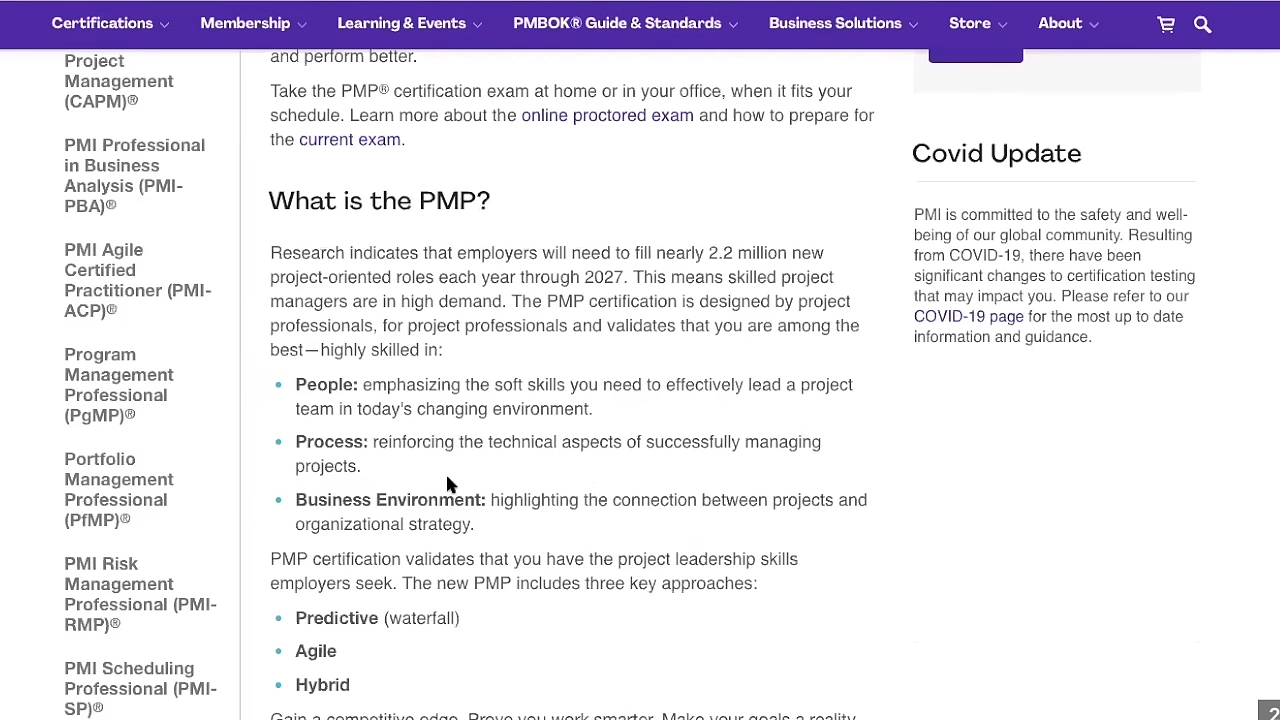 Certifications Membership Learning & Events PMBOK® Guide & Standards Business Solutions Store About
Project
Management
(CAPM)®
PMI Professional
in Business
Analysis (PMI-
PBA)®
PMI Agile
Certified
Practitioner (PMI-
ACP)®
Program
Management
Professional
(PgMP)®
Portfolio
Management
Professional
(PfMP)®
PMI Risk
Management
Professional (PMI-
RMP)®
PMI Scheduling
Professional (PMI-
SP)®
and perform better.
Take the PMP® certification exam at home or in your office, when it fits your
schedule. Learn more about the online proctored exam and how to prepare for
the current exam.
What is the PMP?
Research indicates that employers will need to fill nearly 2.2 million new
project-oriented roles each year through 2027. This means skilled project
managers are in high demand. The PMP certification is designed by project
professionals, for project professionals and validates that you are among the
best—highly skilled in:
• People: emphasizing the soft skills you need to effectively lead a project
team in today's changing environment.
• Process: reinforcing the technical aspects of successfully managing
projects.
• Business Environment: highlighting the connection between projects and
organizational strategy.
PMP certification validates that you have the project leadership skills
employers seek. The new PMP includes three key approaches:
• Predictive (waterfall)
• Agile
• Hybrid
Gain a competitive edge. Prove you work smarter. Make your goals a reality.
Covid Update
PMI is committed to the safety and well-
being of our global community. Resulting
from COVID-19, there have been
significant changes to certification testing
that may impact you. Please refer to our
COVID-19 page for the most up to date
information and guidance.
2